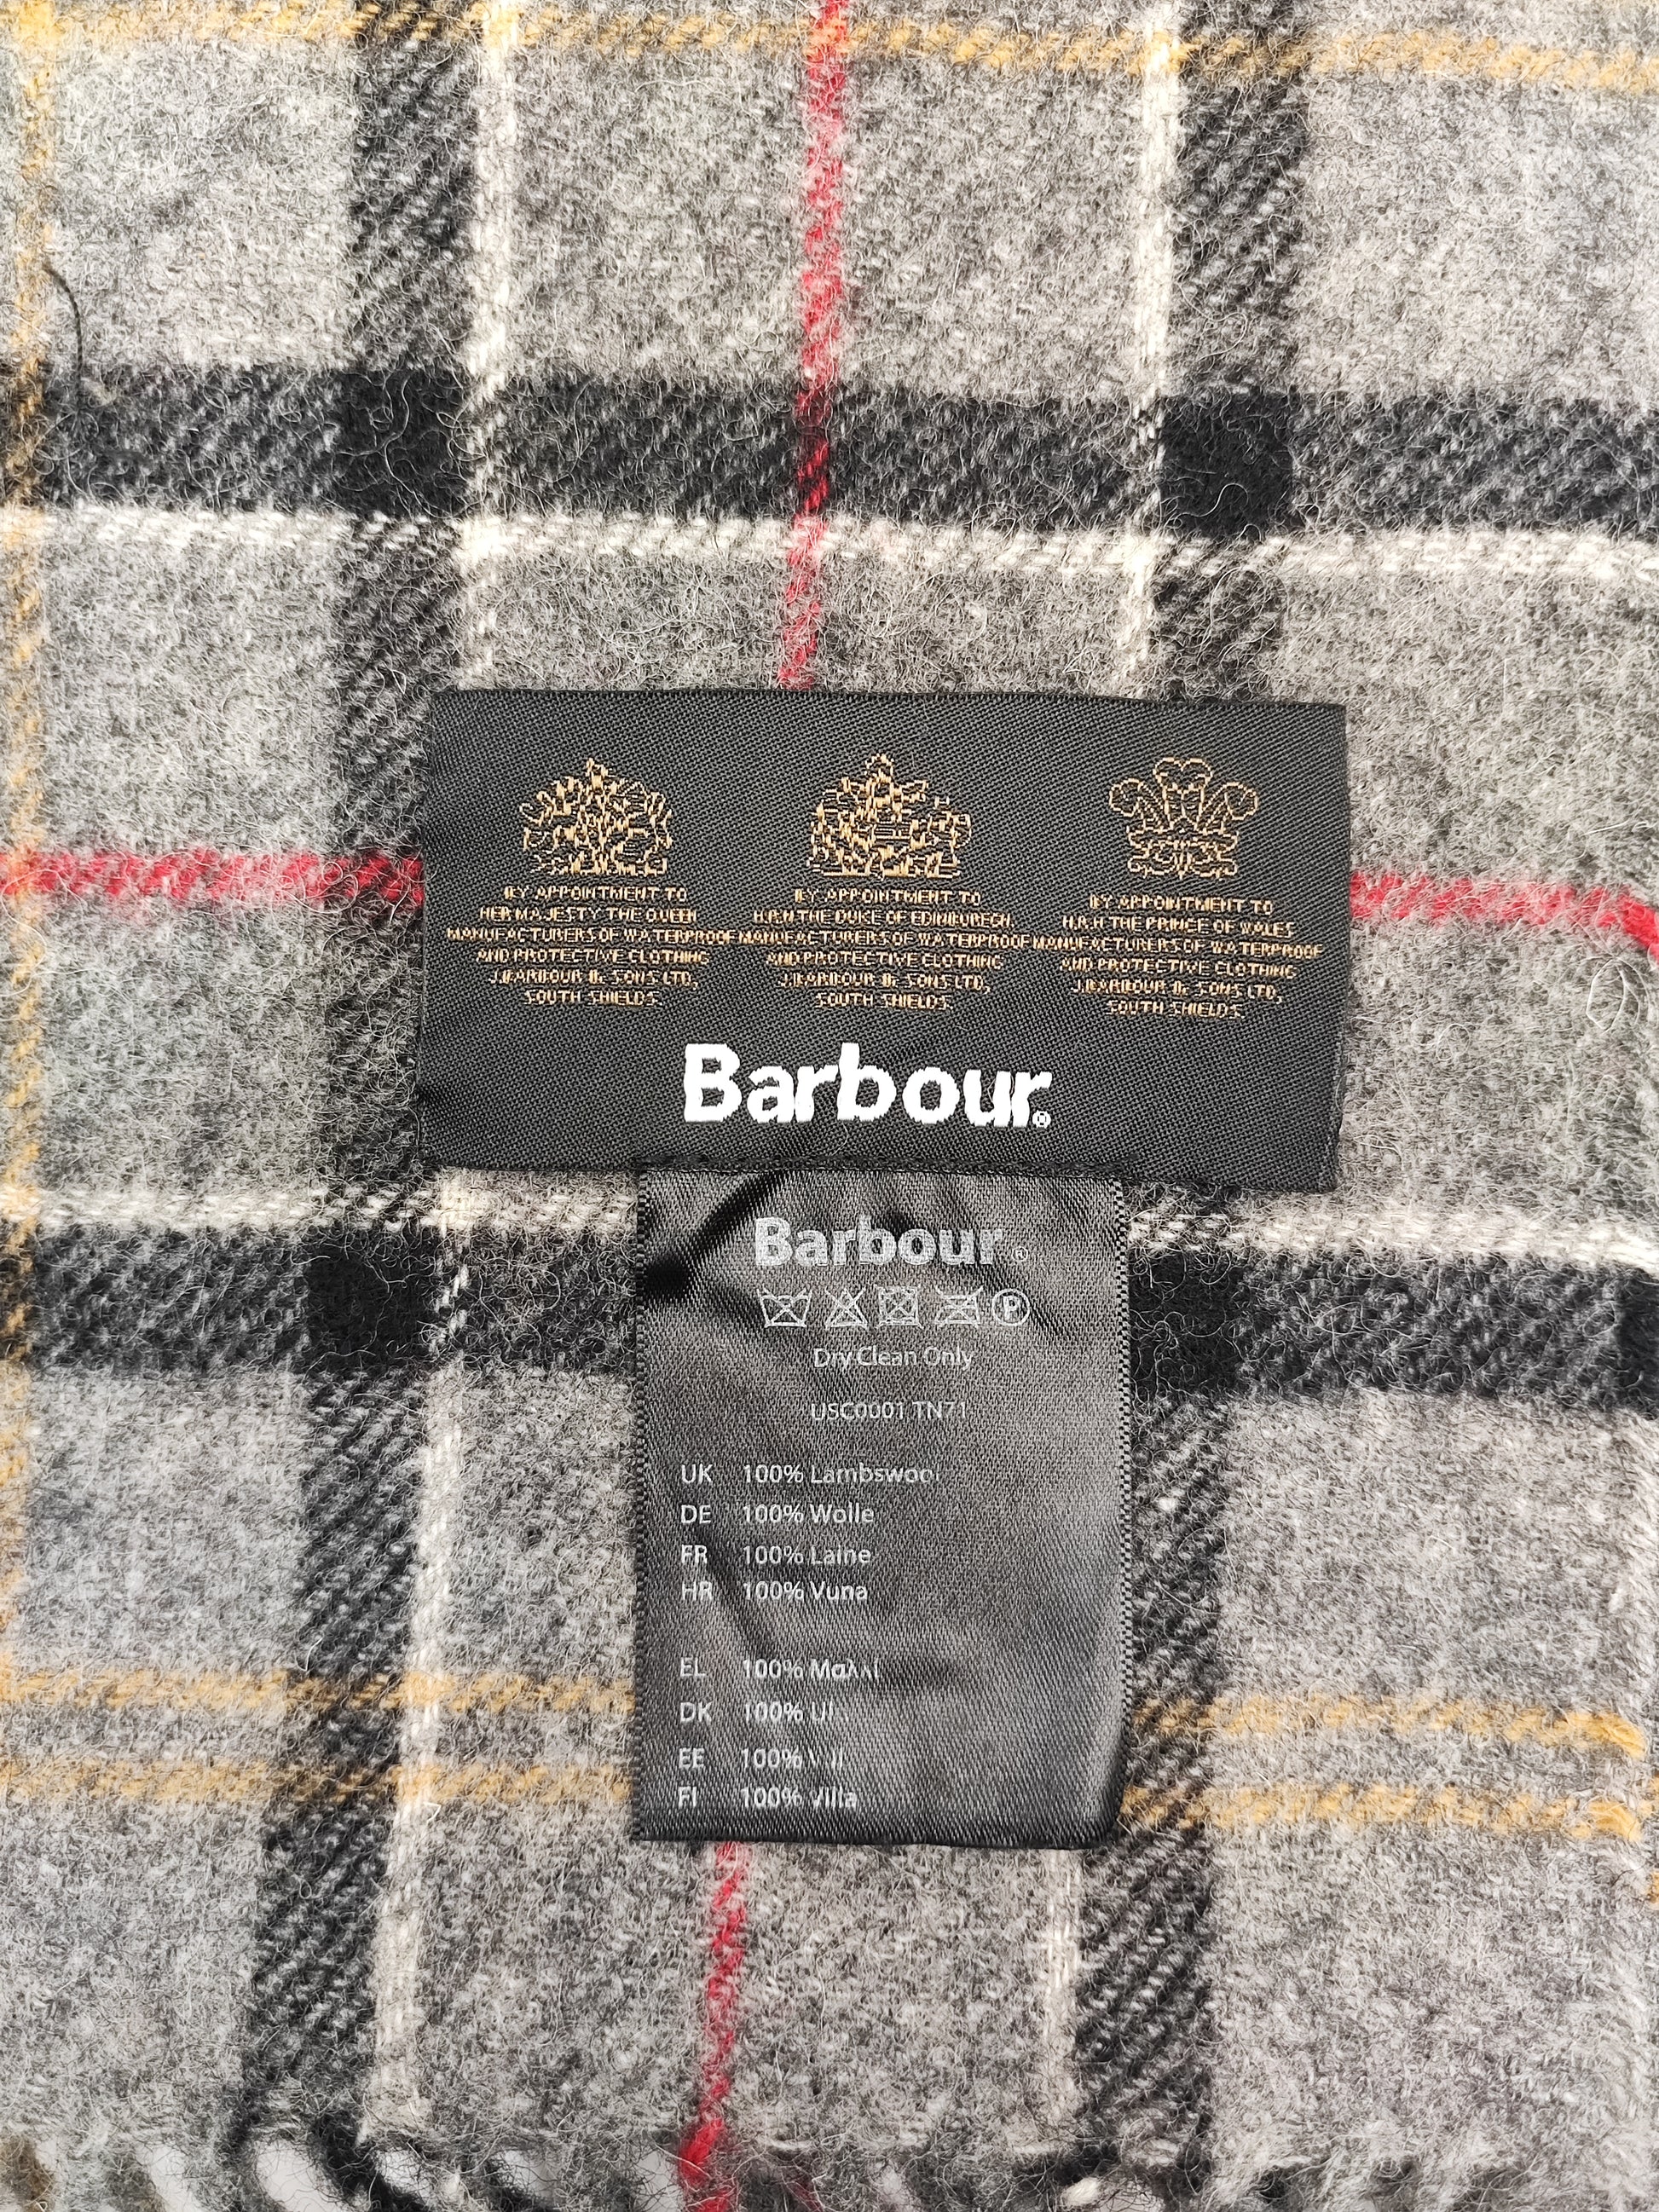 BY APPOINTMENT TO
HER MAJESTY THE QUEEN
MANUFACTURERS OF WATERPROOF
AND PROTECTIVE CLOTHING
J.BARBOUR & SONS LTD,
SOUTH SHIELDS.
BY APPOINTMENT TO
H.R.H THE DUKE OF EDINBURGH,
MANUFACTURERS OF WATERPROOF
AND PROTECTIVE CLOTHING
J.BARBOUR & SONS LTD,
SOUTH SHIELDS.
BY APPOINTMENT TO
H.R.H THE PRINCE OF WALES
MANUFACTURERS OF WATERPROOF
AND PROTECTIVE CLOTHING
J.BARBOUR & SONS LTD,
SOUTH SHIELDS.
Barbour®
Barbour®
P
Dry Clean Only
USC0001 TN71
UK 100% Lambswool
DE 100% Wolle
FR 100% Laine
HR 100% Vuna
EL 100% Μαλλί
DK 100%
EE 100%
FI 100% Villa